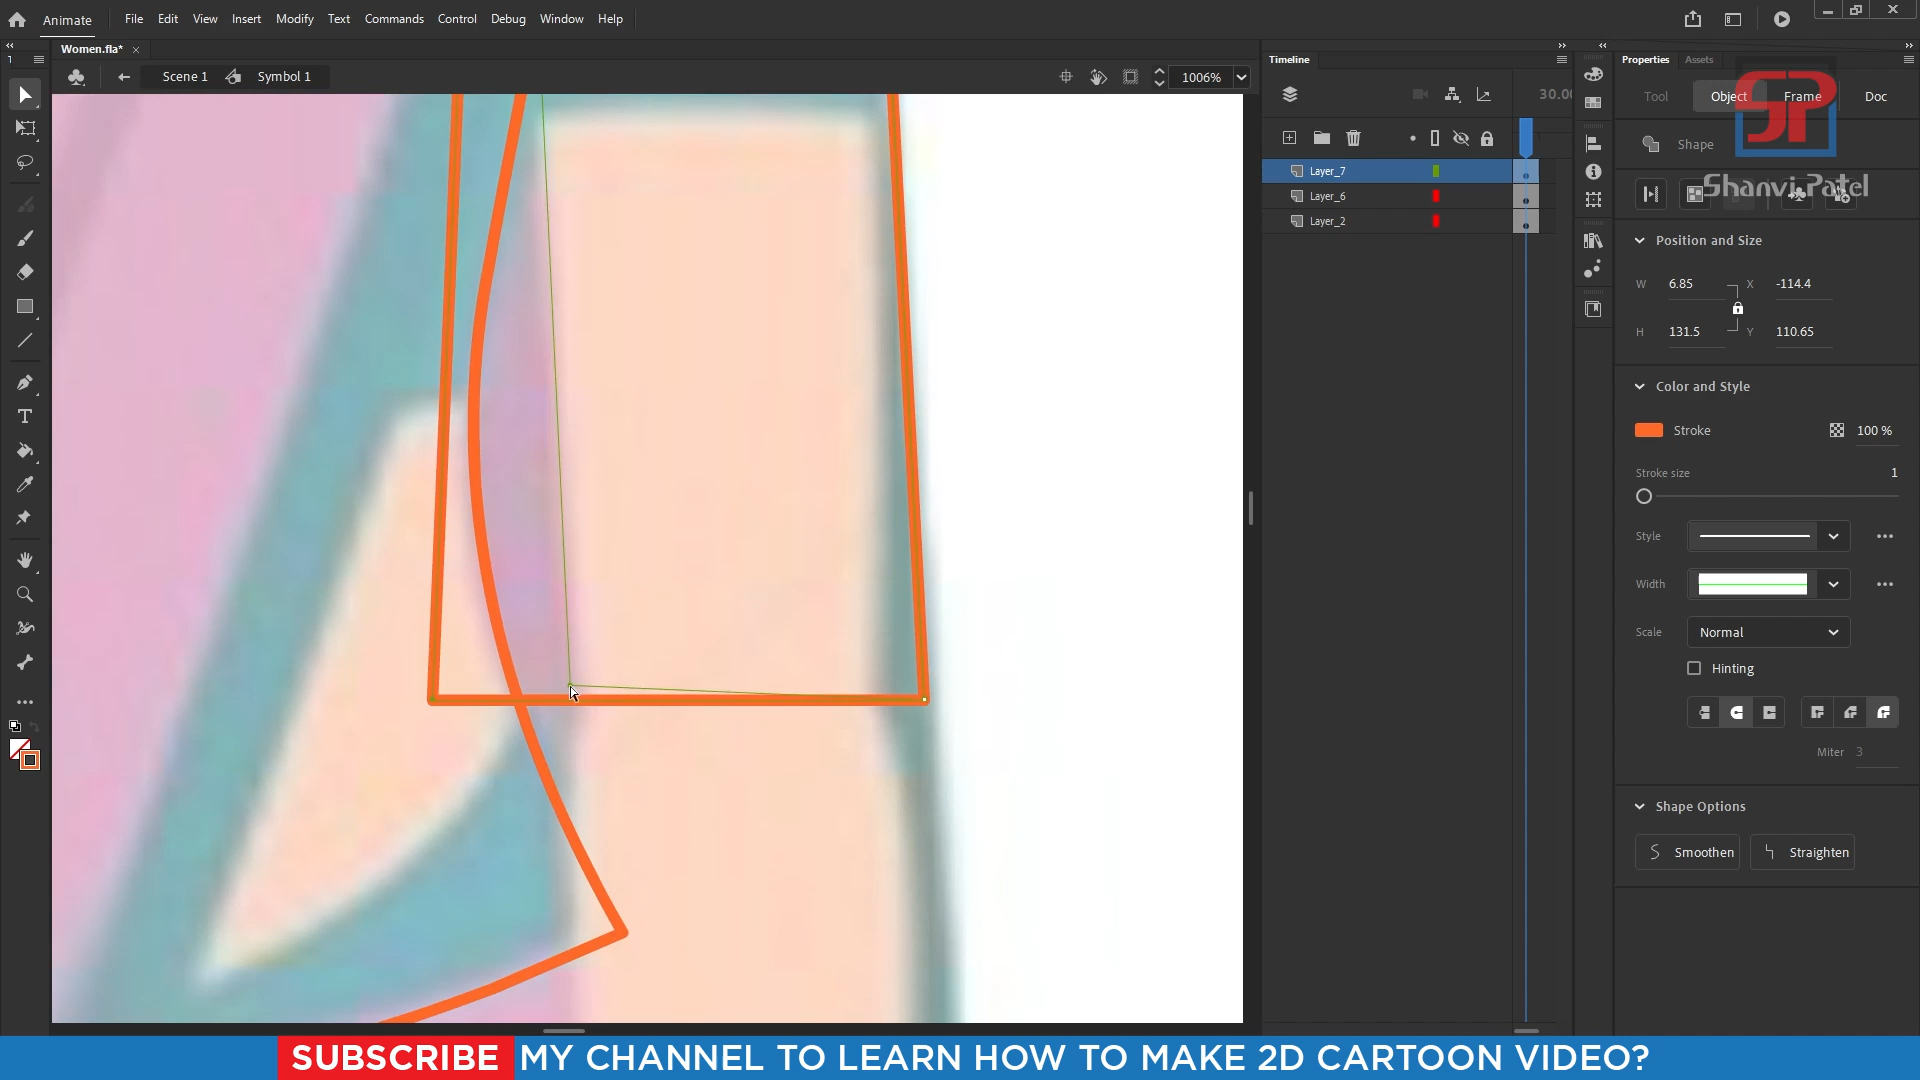 Animate
File
Edit
View
Insert
Modify
Text
Commands
Control
Debug
Window
Help
Women.fla*
Scene 1
Symbol 1
1006%
Timeline
30.00
Layer_7
Layer_6
Layer_2
Properties
Assets
Tool
Object
Frame
Doc
SP
Shape
Shanvi Patel
Position and Size
W 6.85 X -114.4
H 131.5 Y 110.65
Color and Style
Stroke 100 %
Stroke size 1
Style
Width
Scale Normal
Hinting
Miter 3
Shape Options
Smoothen
Straighten
SUBSCRIBE MY CHANNEL TO LEARN HOW TO MAKE 2D CARTOON VIDEO?